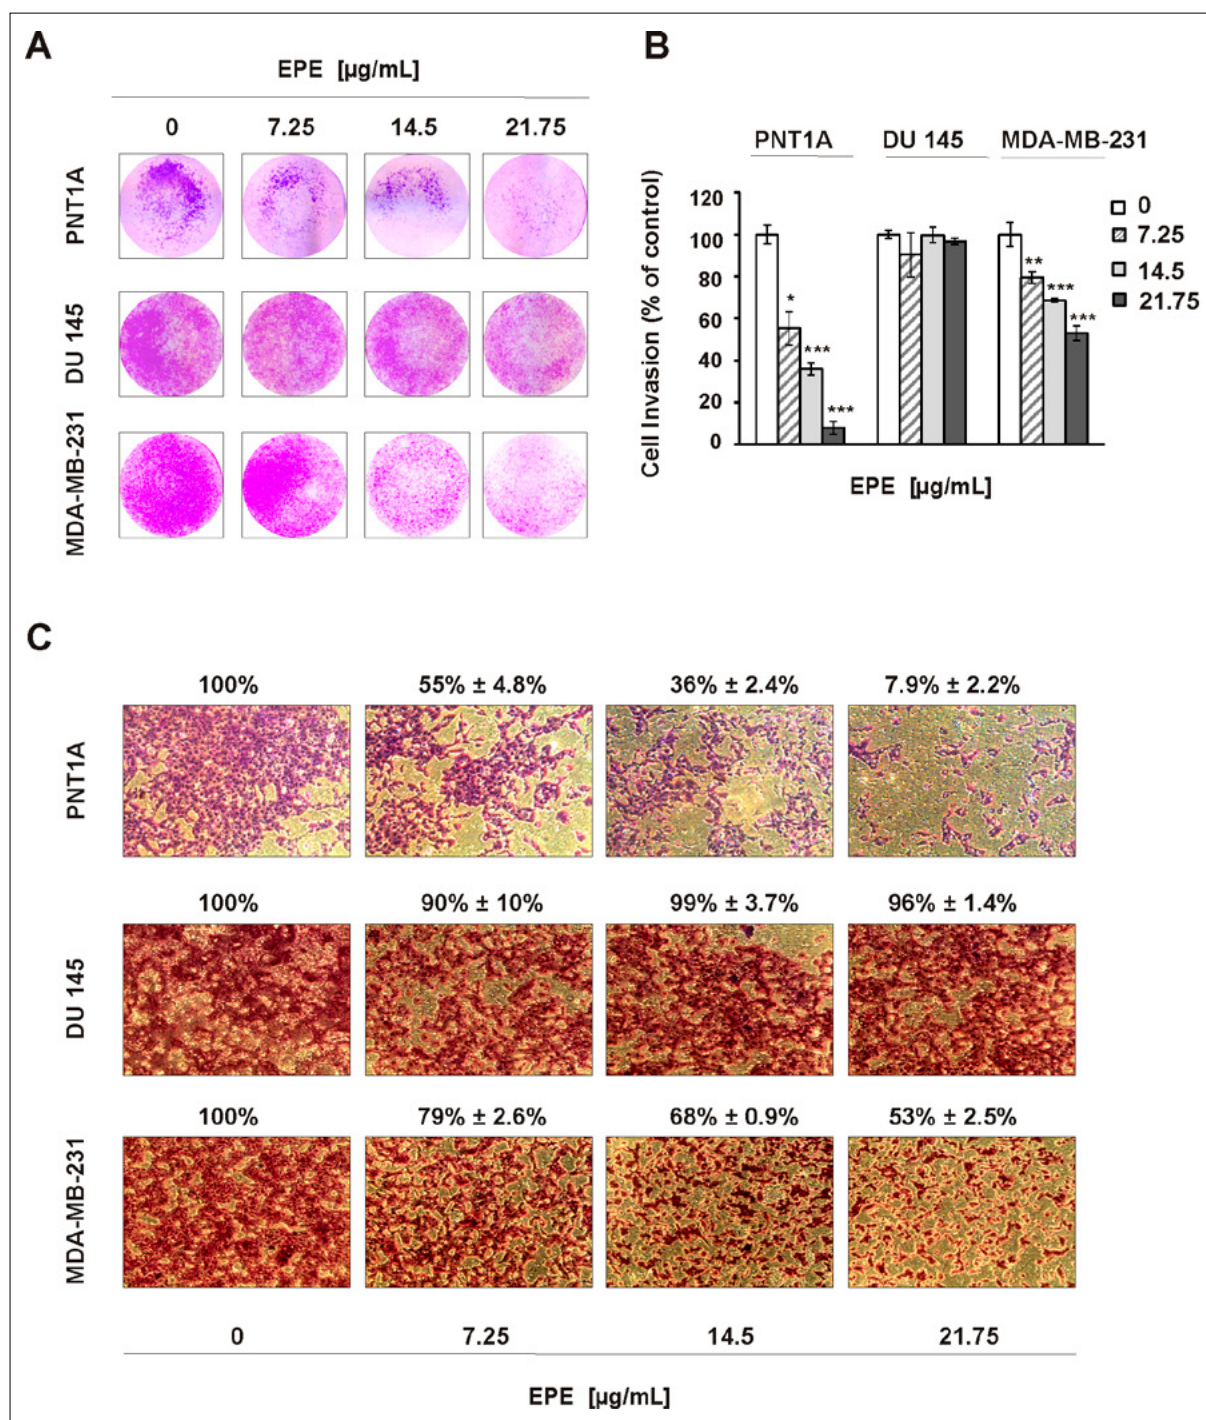 A
EPE [µg/mL]
0 7.25 14.5 21.75
PNT1A
DU 145
MDA-MB-231
B
PNT1A DU 145 MDA-MB-231
Cell Invasion (% of control)
120
100
80
60
40
20
0
* *** *** ** *** ***
0
7.25
14.5
21.75
EPE [µg/mL]
C
100% 55% ± 4.8% 36% ± 2.4% 7.9% ± 2.2%
PNT1A
100% 90% ± 10% 99% ± 3.7% 96% ± 1.4%
DU 145
100% 79% ± 2.6% 68% ± 0.9% 53% ± 2.5%
MDA-MB-231
0 7.25 14.5 21.75
EPE [µg/mL]